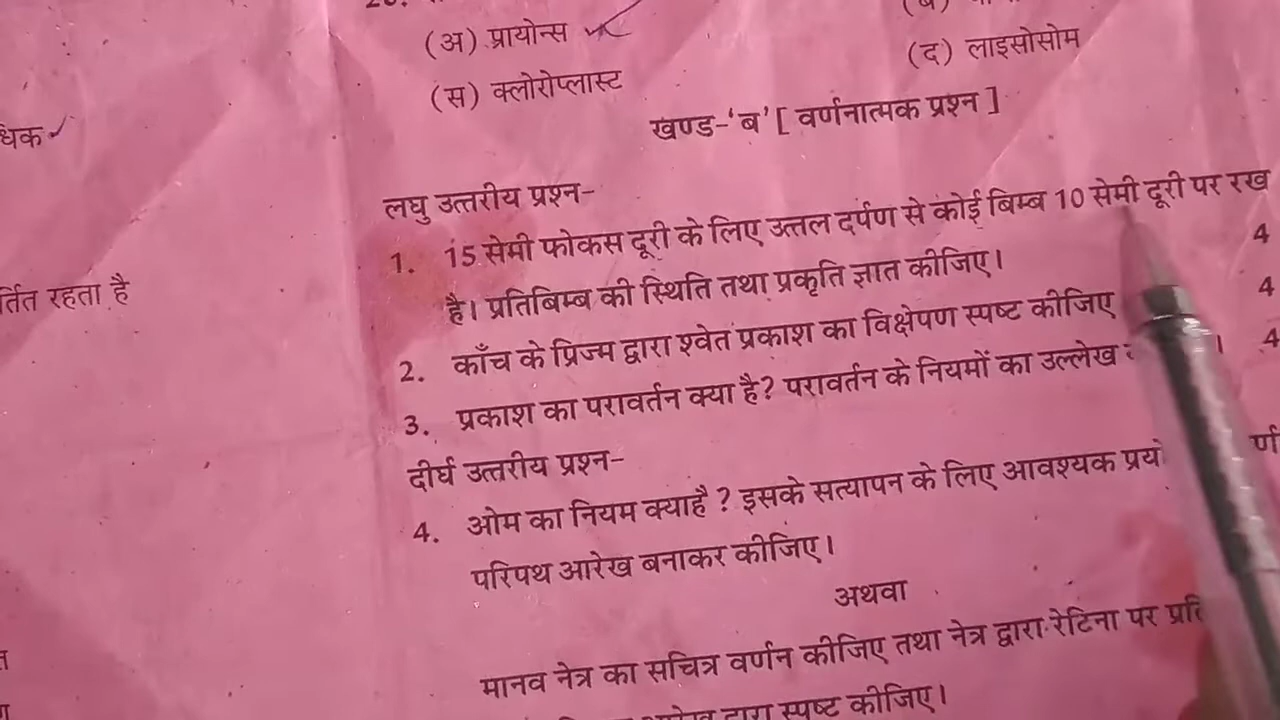 (अ) प्रायोन्स
(द) लाइसोसोम
(स) क्लोरोप्लास्ट
धिक
खण्ड-'ब' [ वर्णनात्मक प्रश्न ]
लघु उत्तरीय प्रश्न-
1. 15 सेमी फोकस दूरी के लिए उत्तल दर्पण से कोई बिम्ब 10 सेमी दूरी पर रख
है। प्रतिबिम्ब की स्थिति तथा प्रकृति ज्ञात कीजिए। 4
र्तित रहता है
2. काँच के प्रिज्म द्वारा श्वेत प्रकाश का विक्षेपण स्पष्ट कीजिए 4
3. प्रकाश का परावर्तन क्या है? परावर्तन के नियमों का उल्लेख । 4
दीर्घ उत्तरीय प्रश्न-
4. ओम का नियम क्याहै ? इसके सत्यापन के लिए आवश्यक प्रयो
परिपथ आरेख बनाकर कीजिए।
अथवा
मानव नेत्र का सचित्र वर्णन कीजिए तथा नेत्र द्वारा रेटिना पर प्रति
द्वारा स्पष्ट कीजिए।